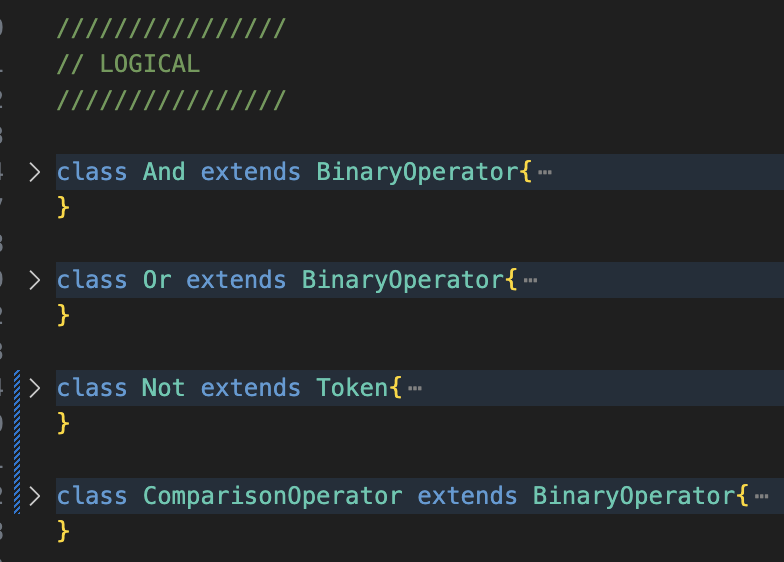 ////////////////
// LOGICAL
////////////////
class And extends BinaryOperator{⋯
}
class Or extends BinaryOperator{⋯
}
class Not extends Token{⋯
}
class ComparisonOperator extends BinaryOperator{⋯
}